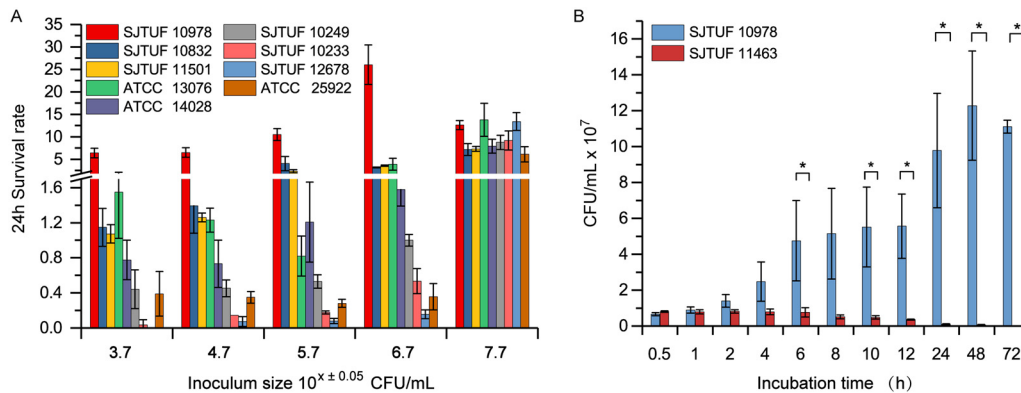 A
24h Survival rate
35
30
25
20
15
10
5
1.6
1.2
0.8
0.4
0.0
SJTUF 10978
SJTUF 10832
SJTUF 11501
ATCC 13076
ATCC 14028
SJTUF 10249
SJTUF 10233
SJTUF 12678
ATCC 25922
3.7 4.7 5.7 6.7 7.7
Inoculum size 10^x ± 0.05 CFU/mL
B
CFU/mL x 10^7
16
14
12
10
8
6
4
2
0
SJTUF 10978
SJTUF 11463
* * * * * *
0.5 1 2 4 6 8 10 12 24 48 72
Incubation time (h)